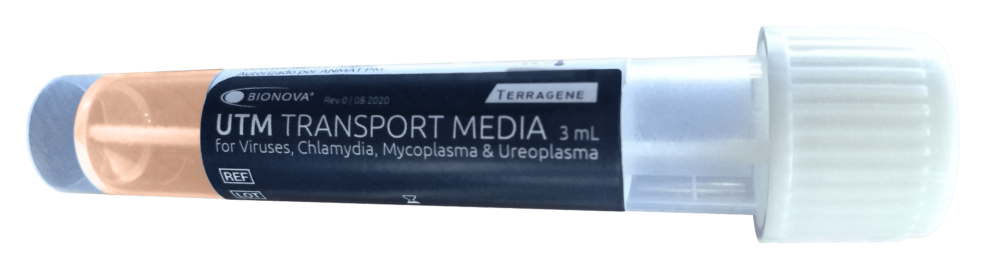 Autorizado por ANMAT PM
BIONOVA® Rev.0 | 08.2020 TERRAGENE
UTM TRANSPORT MEDIA 3 mL
for Viruses, Chlamydia, Mycoplasma & Ureoplasma
REF
LOT